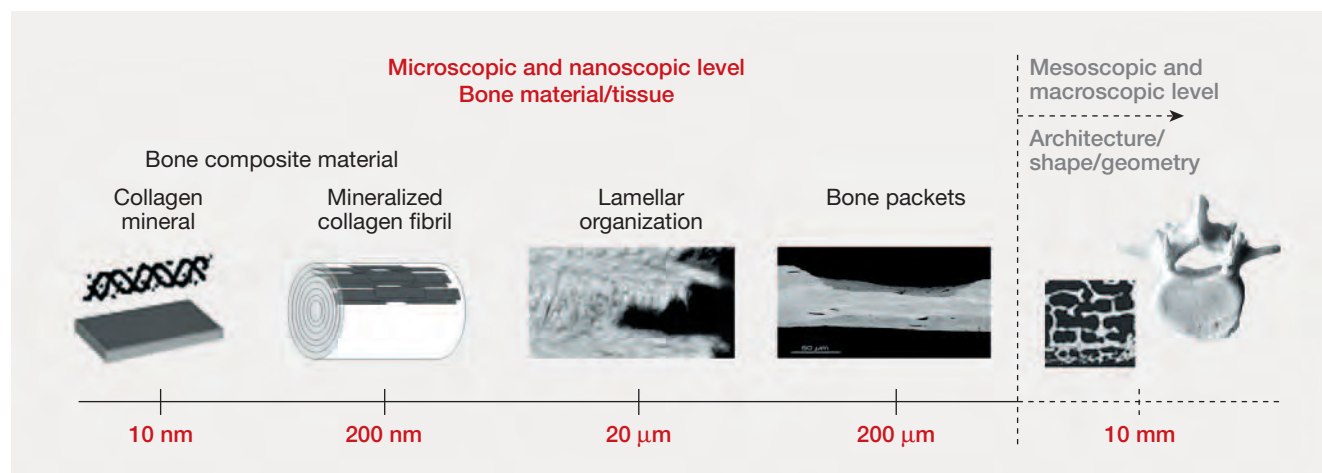 Microscopic and nanoscopic level
Bone material/tissue
Mesoscopic and
macroscopic level
Architecture/
shape/geometry
Bone composite material
Collagen
mineral
Mineralized
collagen fibril
Lamellar
organization
Bone packets
50 μm
10 nm
200 nm
20 μm
200 μm
10 mm